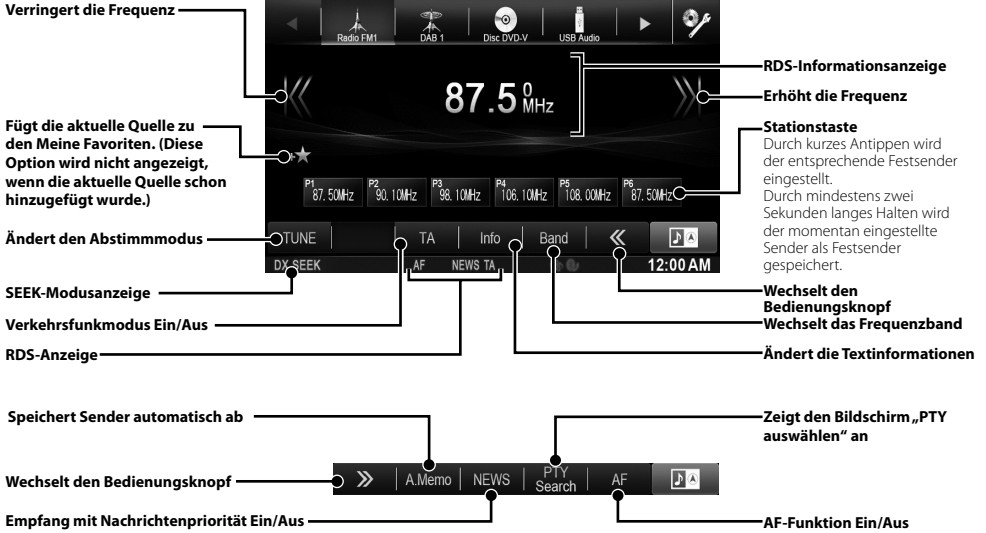 Verringert die Frequenz
Radio FM1
DAB 1
Disc DVD-V
USB Audio
87.5 0 MHz
RDS-Informationsanzeige
Erhöht die Frequenz
Fügt die aktuelle Quelle zu
den Meine Favoriten. (Diese
Option wird nicht angezeigt,
wenn die aktuelle Quelle schon
hinzugefügt wurde.)
+★
Stationstaste
Durch kurzes Antippen wird
der entsprechende Festsender
eingestellt.
Durch mindestens zwei
Sekunden langes Halten wird
der momentan eingestellte
Sender als Festsender
gespeichert.
P1 87. 50MHz
P2 90. 10MHz
P3 98. 10MHz
P4 106. 10MHz
P5 108. 00MHz
P6 87. 50MHz
Ändert den Abstimmmodus
TUNE
TA
Info
Band
DX SEEK
AF
NEWS TA
12:00 AM
SEEK-Modusanzeige
Verkehrsfunkmodus Ein/Aus
RDS-Anzeige
Wechselt den
Bedienungsknopf
Wechselt das Frequenzband
Ändert die Textinformationen
Speichert Sender automatisch ab
Zeigt den Bildschirm „PTY
auswählen“ an
Wechselt den Bedienungsknopf
A.Memo
NEWS
PTY
Search
AF
Empfang mit Nachrichtenpriorität Ein/Aus
AF-Funktion Ein/Aus